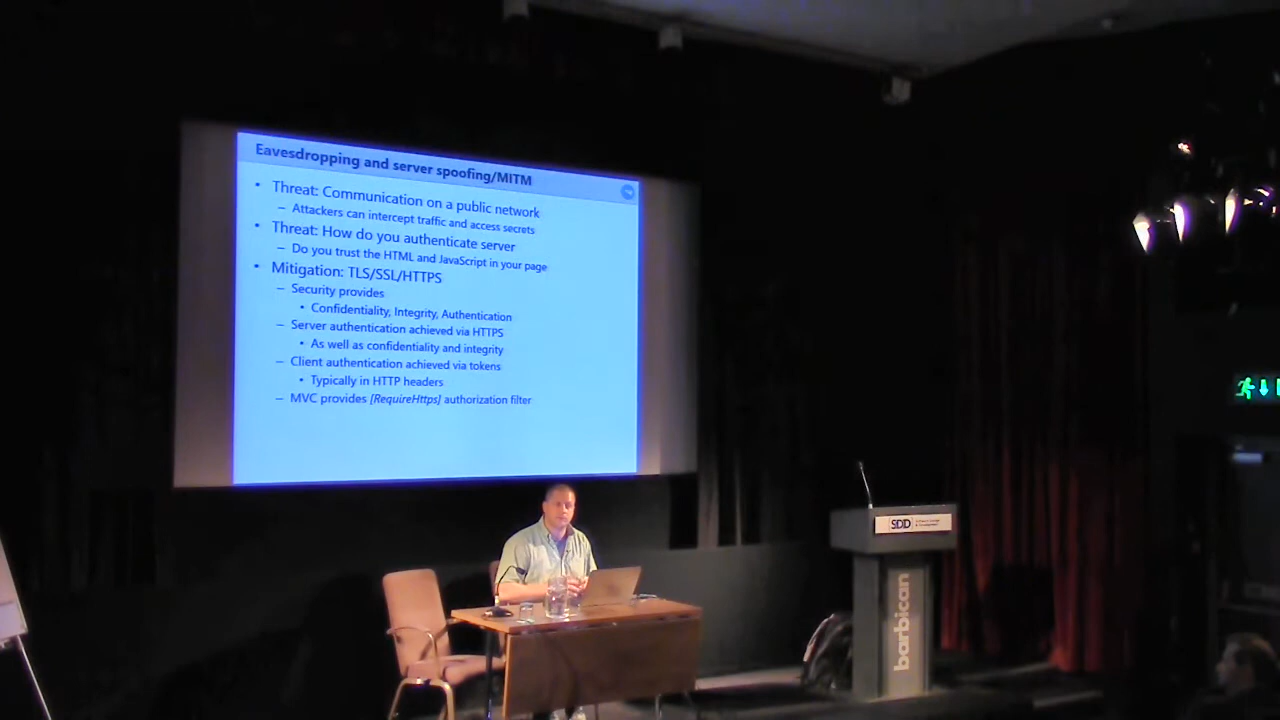 Eavesdropping and server spoofing/MITM
• Threat: Communication on a public network
– Attackers can intercept traffic and access secrets
• Threat: How do you authenticate server
– Do you trust the HTML and JavaScript in your page
• Mitigation: TLS/SSL/HTTPS
– Security provides
• Confidentiality, Integrity, Authentication
– Server authentication achieved via HTTPS
• As well as confidentiality and integrity
– Client authentication achieved via tokens
• Typically in HTTP headers
– MVC provides [RequireHttps] authorization filter
SDD
barbican